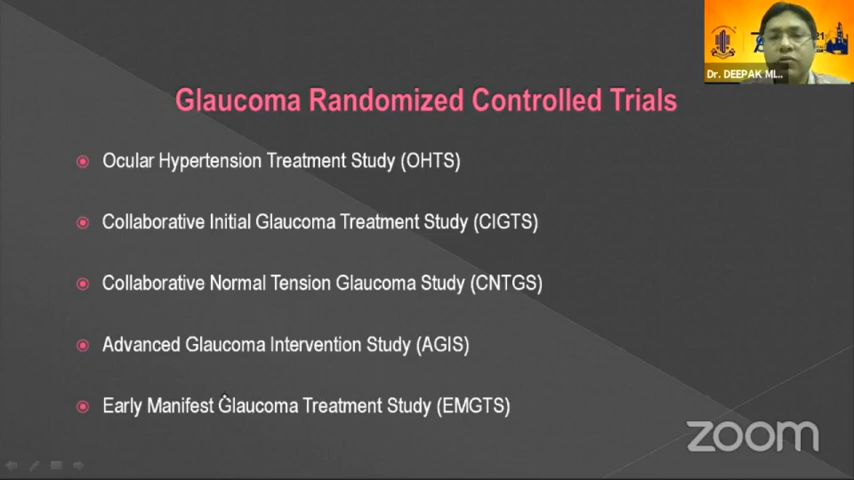 Glaucoma Randomized Controlled Trials
Ocular Hypertension Treatment Study (OHTS)
Collaborative Initial Glaucoma Treatment Study (CIGTS)
Collaborative Normal Tension Glaucoma Study (CNTGS)
Advanced Glaucoma Intervention Study (AGIS)
Early Manifest Glaucoma Treatment Study (EMGTS)
Dr. DEEPAK MI...
zoom